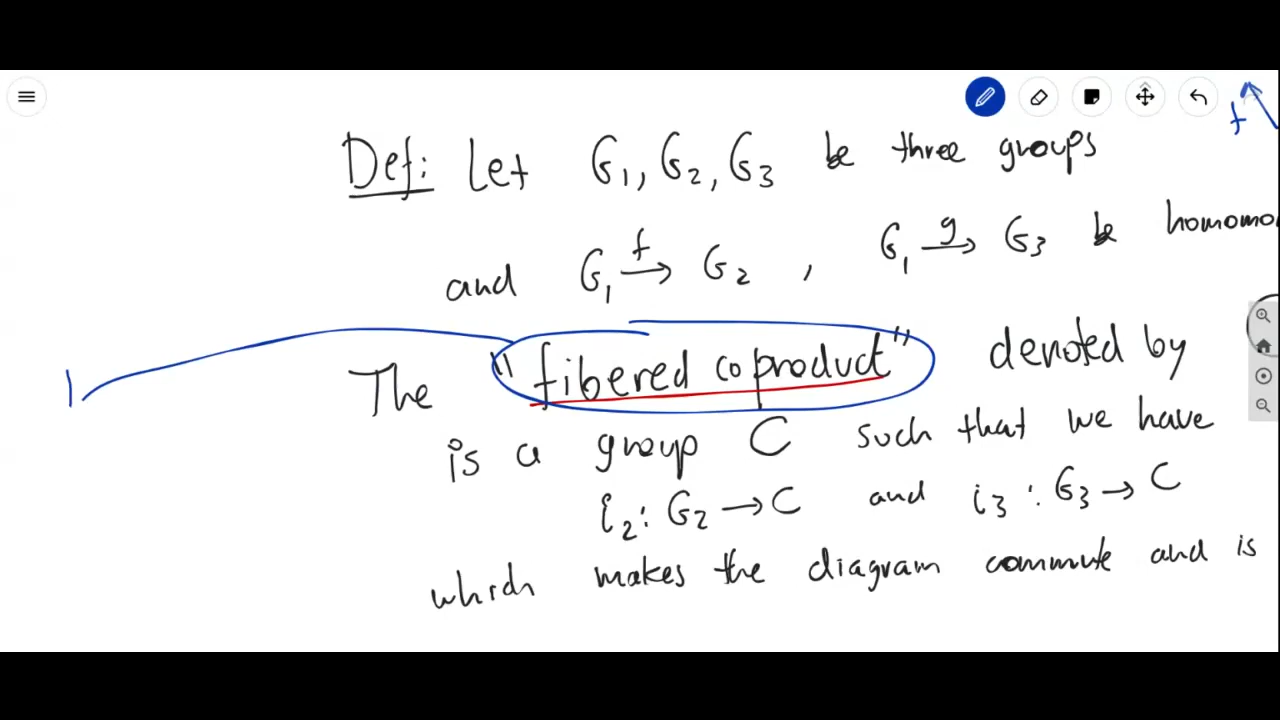 Def: Let G1, G2, G3 be three groups
and G1 f→ G2 , G1 g→ G3 be homomo
The "fibered coproduct" denoted by
is a group C such that we have
i2: G2 → C and i3: G3 → C
which makes the diagram commute and is
f